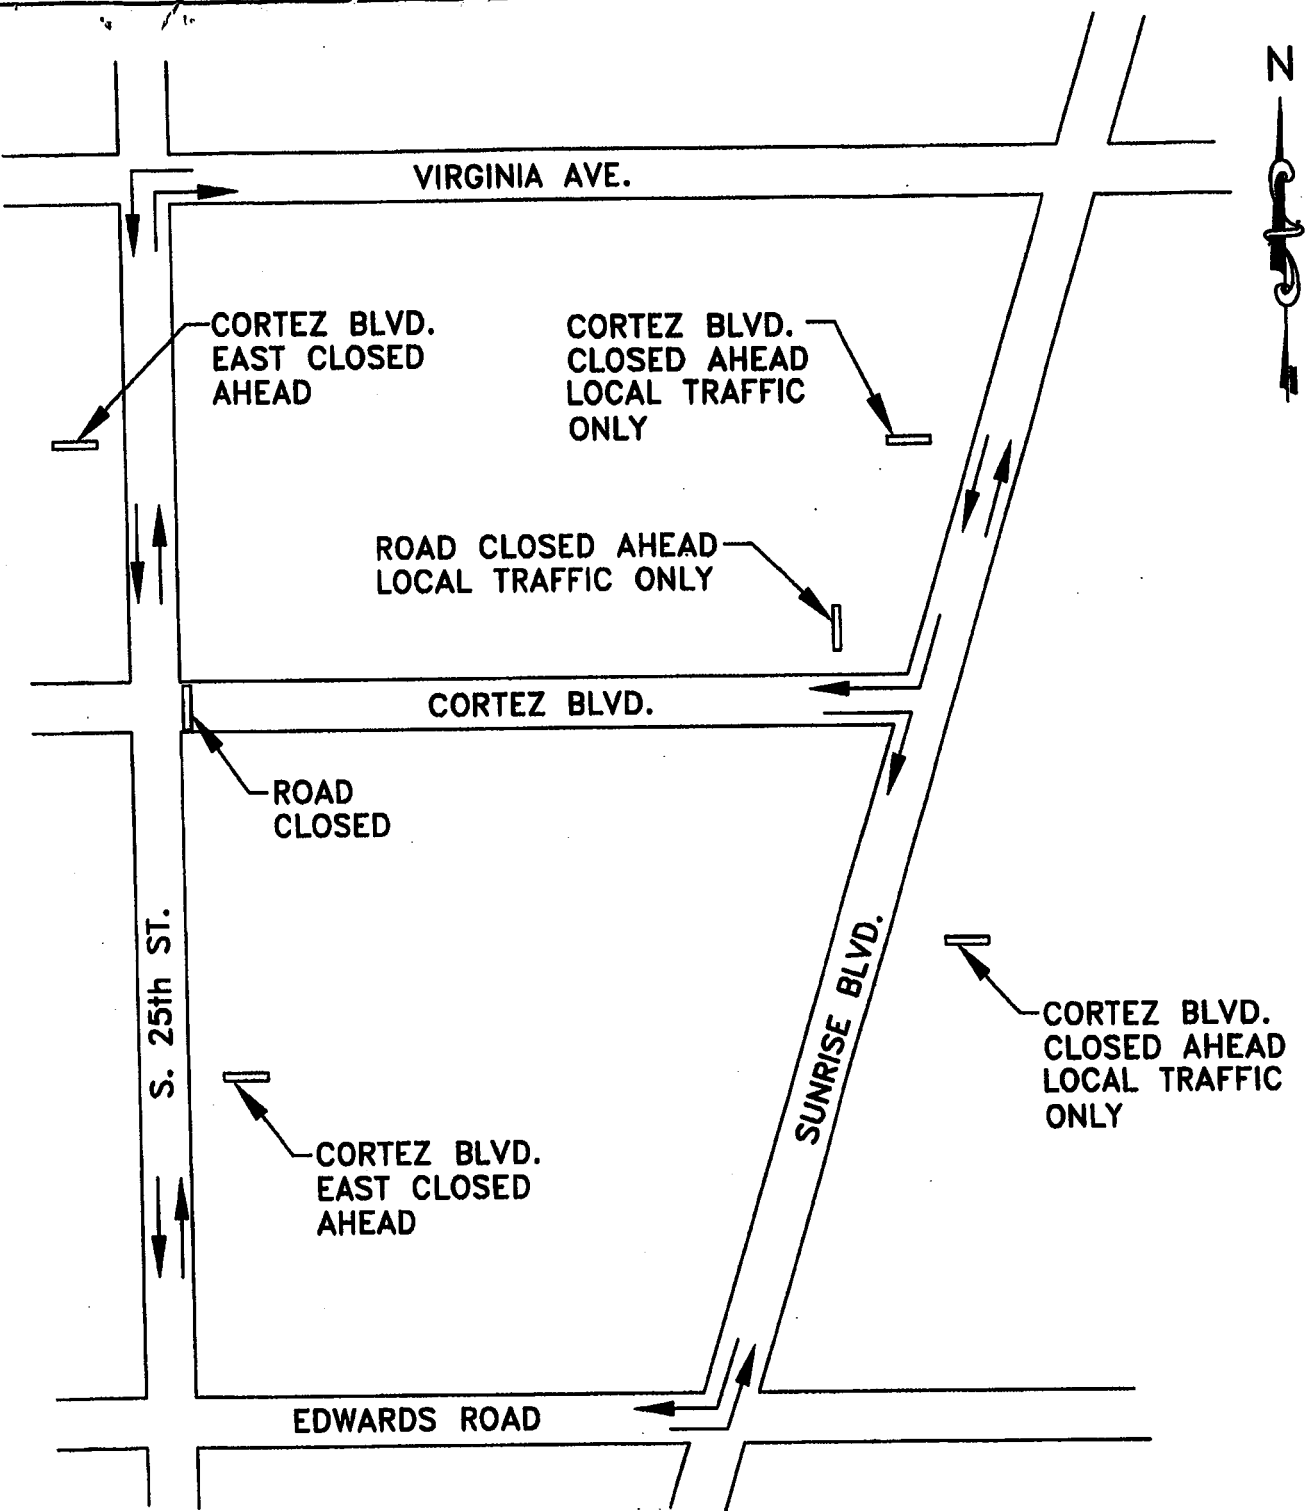 N
VIRGINIA AVE.
CORTEZ BLVD.
EAST CLOSED
AHEAD
CORTEZ BLVD.
CLOSED AHEAD
LOCAL TRAFFIC
ONLY
ROAD CLOSED AHEAD
LOCAL TRAFFIC ONLY
CORTEZ BLVD.
ROAD
CLOSED
S. 25th ST.
SUNRISE BLVD.
CORTEZ BLVD.
CLOSED AHEAD
LOCAL TRAFFIC
ONLY
CORTEZ BLVD.
EAST CLOSED
AHEAD
EDWARDS ROAD